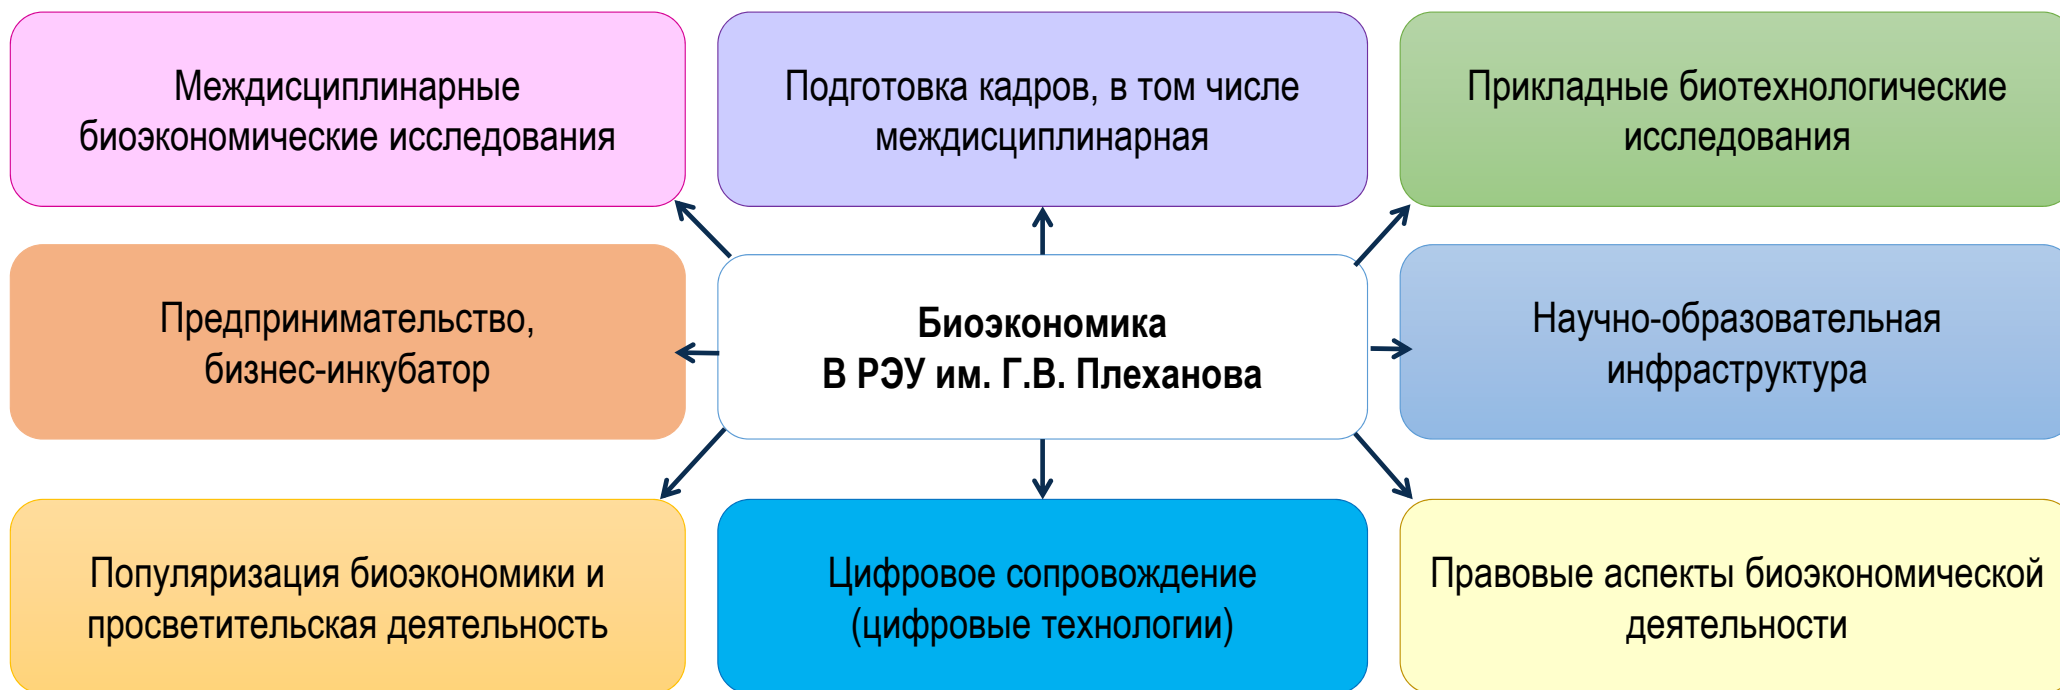 Междисциплинарные
биоэкономические исследования
Подготовка кадров, в том числе
междисциплинарная
Прикладные биотехнологические
исследования
Предпринимательство,
бизнес-инкубатор
Биоэкономика
В РЭУ им. Г.В. Плеханова
Научно-образовательная
инфраструктура
Популяризация биоэкономики и
просветительская деятельность
Цифровое сопровождение
(цифровые технологии)
Правовые аспекты биоэкономической
деятельности